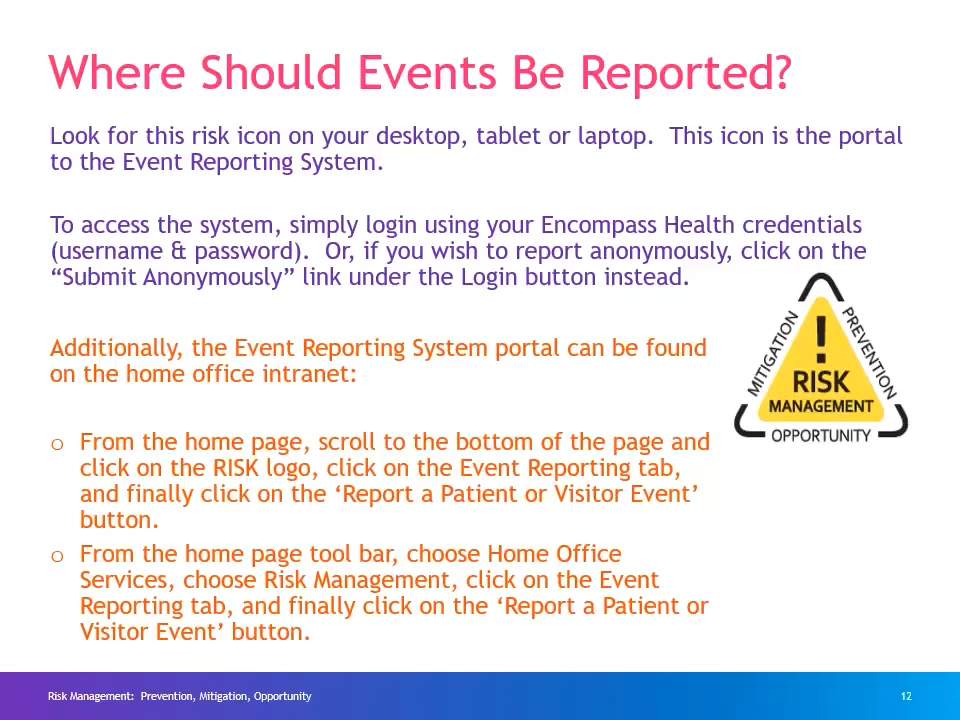 Where Should Events Be Reported?
Look for this risk icon on your desktop, tablet or laptop.  This icon is the portal
to the Event Reporting System.
To access the system, simply login using your Encompass Health credentials
(username & password).  Or, if you wish to report anonymously, click on the
“Submit Anonymously” link under the Login button instead.
Additionally, the Event Reporting System portal can be found
on the home office intranet:
o From the home page, scroll to the bottom of the page and
click on the RISK logo, click on the Event Reporting tab,
and finally click on the ‘Report a Patient or Visitor Event’
button.
o From the home page tool bar, choose Home Office
Services, choose Risk Management, click on the Event
Reporting tab, and finally click on the ‘Report a Patient or
Visitor Event’ button.
MITIGATION
PREVENTION
!
RISK
MANAGEMENT
OPPORTUNITY
Risk Management:  Prevention, Mitigation, Opportunity
12